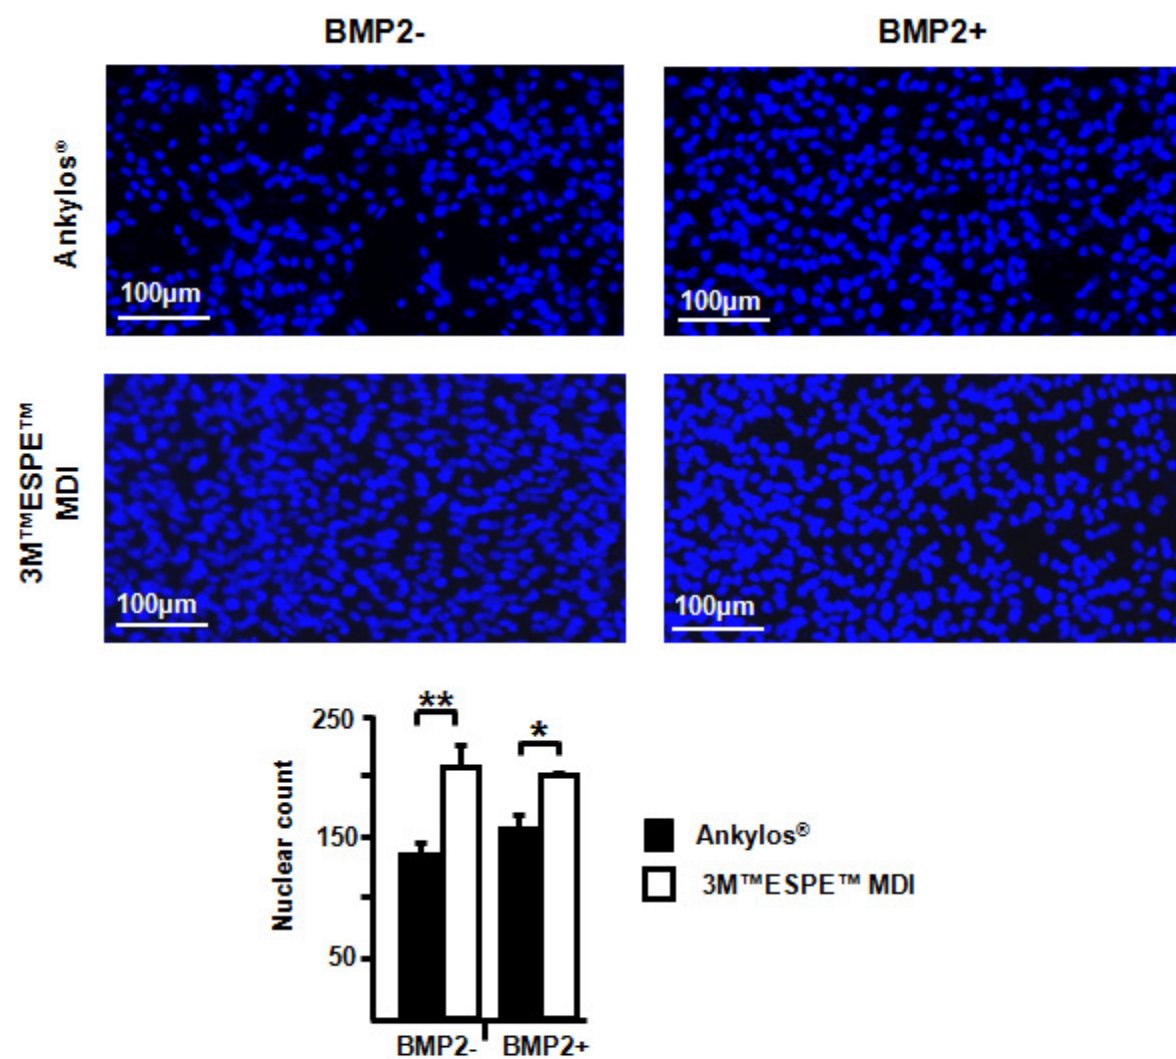 BMP2-
BMP2+
Ankylos®
100µm
100µm
3M™ESPE™
MDI
100µm
100µm
Nuclear count
250
150
50
**
*
BMP2-
BMP2+
Ankylos®
3M™ESPE™ MDI